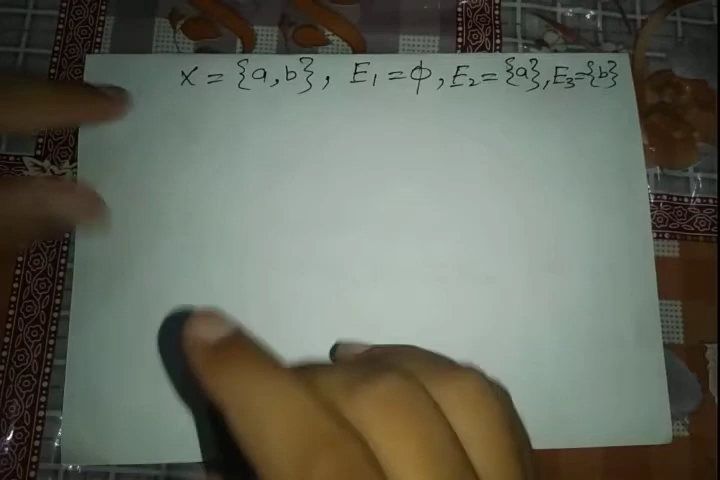 X = {a,b}, E₁ = ϕ, E₂ = {a}, E₃ = {b}